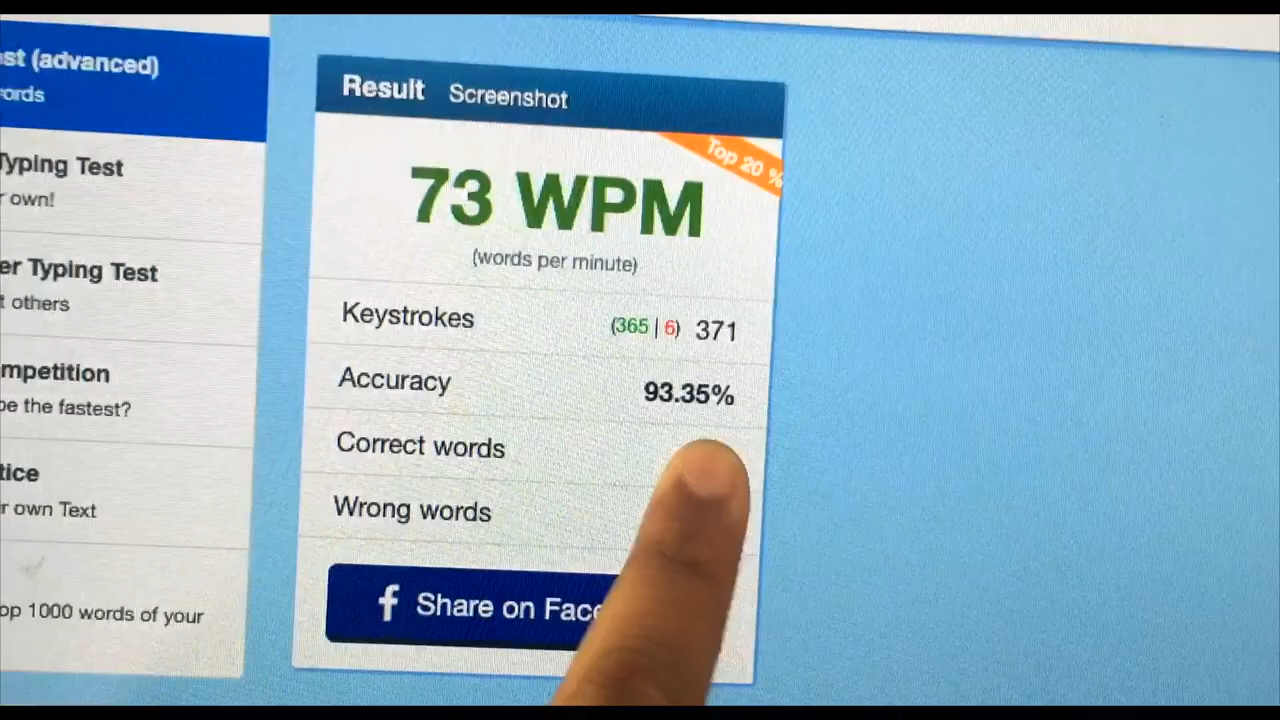 st (advanced)
ords
Typing Test
r own!
er Typing Test
t others
mpetition
be the fastest?
tice
r own Text
op 1000 words of your
Result Screenshot
Top 20 %
73 WPM
(words per minute)
Keystrokes (365 | 6) 371
Accuracy 93.35%
Correct words
Wrong words
f Share on Face